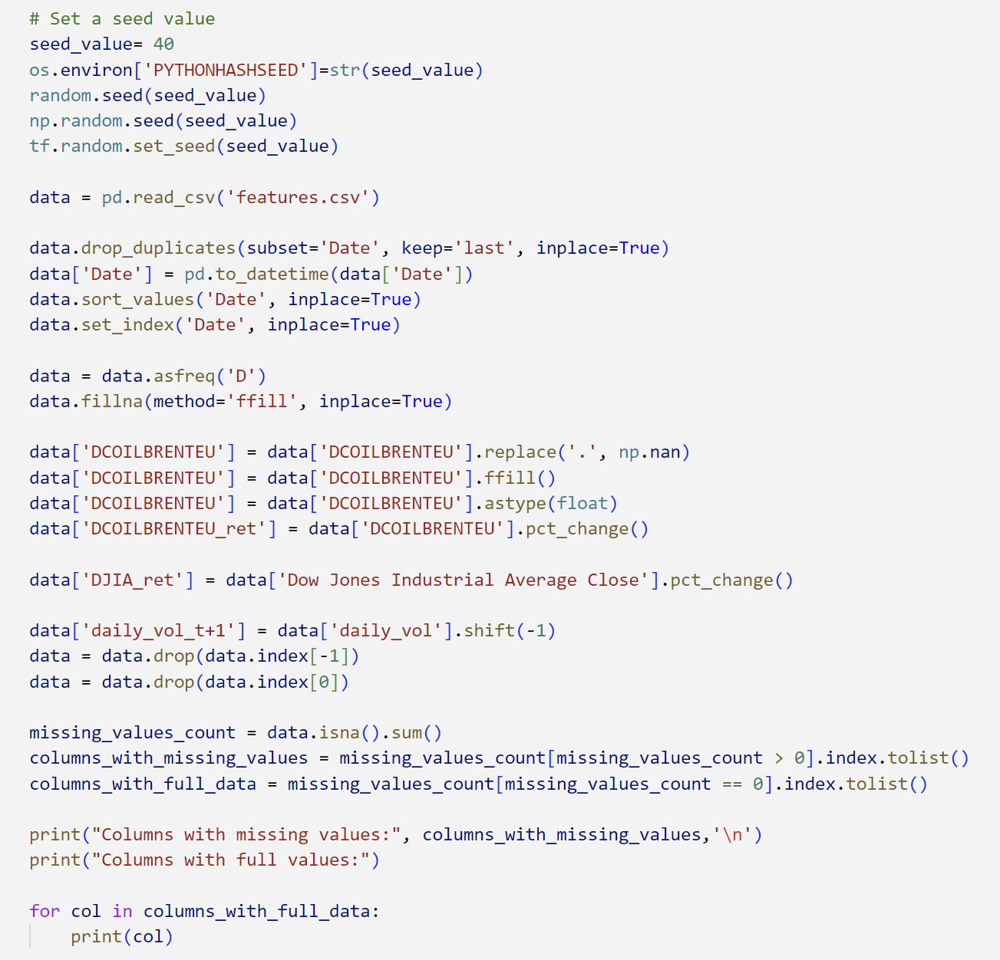 # Set a seed value
seed_value= 40
os.environ['PYTHONHASHSEED']=str(seed_value)
random.seed(seed_value)
np.random.seed(seed_value)
tf.random.set_seed(seed_value)

data = pd.read_csv('features.csv')

data.drop_duplicates(subset='Date', keep='last', inplace=True)
data['Date'] = pd.to_datetime(data['Date'])
data.sort_values('Date', inplace=True)
data.set_index('Date', inplace=True)

data = data.asfreq('D')
data.fillna(method='ffill', inplace=True)

data['DCOILBRENTEU'] = data['DCOILBRENTEU'].replace('.', np.nan)
data['DCOILBRENTEU'] = data['DCOILBRENTEU'].ffill()
data['DCOILBRENTEU'] = data['DCOILBRENTEU'].astype(float)
data['DCOILBRENTEU_ret'] = data['DCOILBRENTEU'].pct_change()

data['DJIA_ret'] = data['Dow Jones Industrial Average Close'].pct_change()

data['daily_vol_t+1'] = data['daily_vol'].shift(-1)
data = data.drop(data.index[-1])
data = data.drop(data.index[0])

missing_values_count = data.isna().sum()
columns_with_missing_values = missing_values_count[missing_values_count > 0].index.tolist()
columns_with_full_data = missing_values_count[missing_values_count == 0].index.tolist()

print("Columns with missing values:", columns_with_missing_values,'\n')
print("Columns with full values:")

for col in columns_with_full_data:
    print(col)